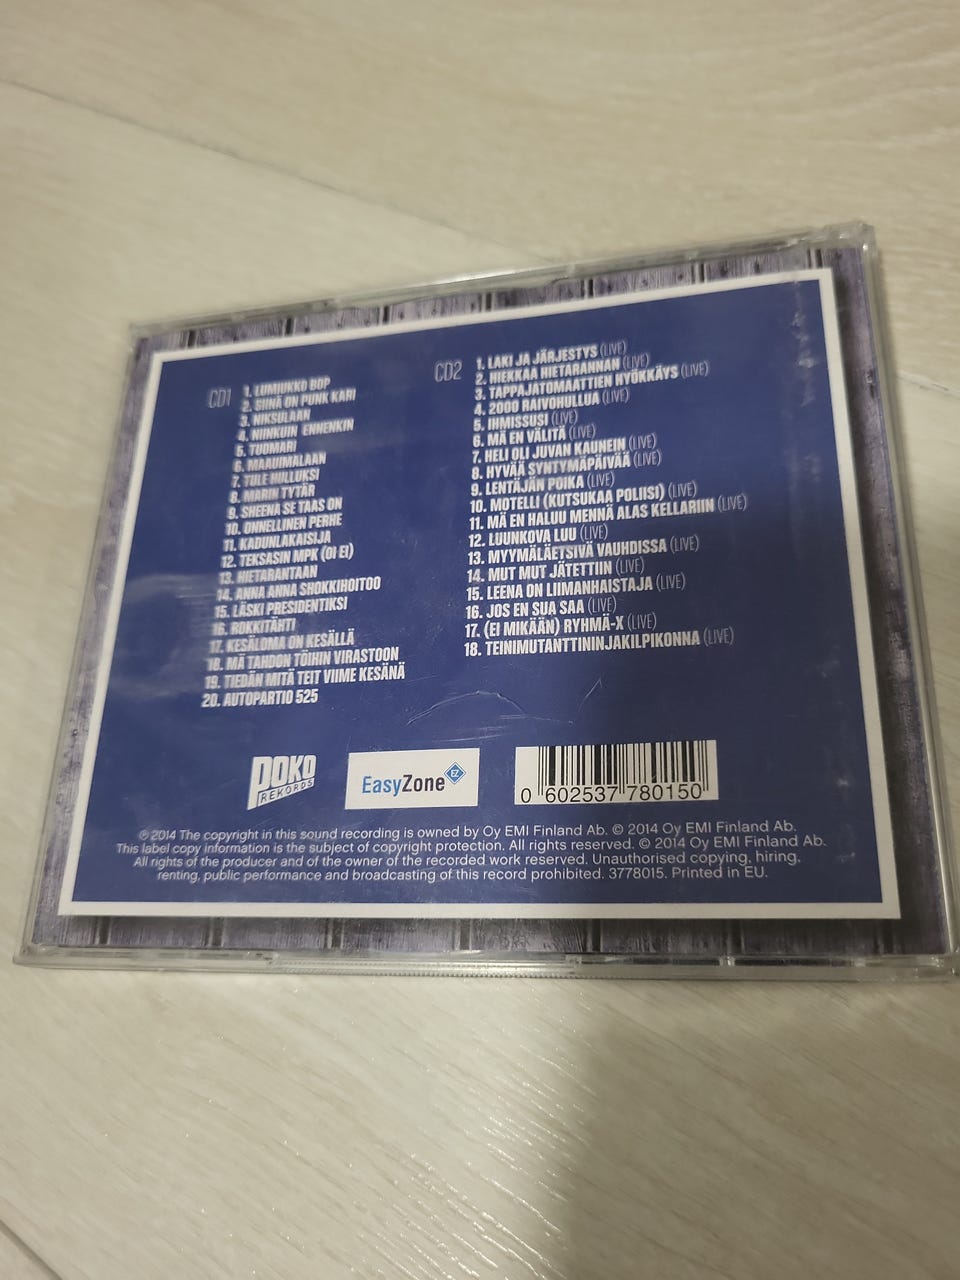 CD1
1. LUMIUKKO BOP
2. SIINÄ ON PUNK KARI
3. NIKSULAAN
4. NIINKUIN ENNENKIN
5. TUOMARI
6. MAAUIMALAAN
7. TULE HULLUKSI
8. MARIN TYTÄR
9. SHEENA SE TAAS ON
10. ONNELLINEN PERHE
11. KADUNLAKAISIJA
12. TEKSASIN MPK (OI EI)
13. HIETARANTAAN
14. ANNA ANNA SHOKKIHOITOO
15. LÄSKI PRESIDENTIKSI
16. ROKKITÄHTI
17. KESÄLOMA ON KESÄLLÄ
18. MÄ TAHDON TÖIHIN VIRASTOON
19. TIEDÄN MITÄ TEIT VIIME KESÄNÄ
20. AUTOPARTIO 525
CD2
1. LAKI JA JÄRJESTYS (LIVE)
2. HIEKKAA HIETARANNAN (LIVE)
3. TAPPAJATOMAATTIEN HYÖKKÄYS (LIVE)
4. 2000 RAIVOHULLUA (LIVE)
5. IHMISSUSI (LIVE)
6. MÄ EN VÄLITÄ (LIVE)
7. HELI OLI JUVAN KAUNEIN (LIVE)
8. HYVÄÄ SYNTYMÄPÄIVÄÄ (LIVE)
9. LENTÄJÄN POIKA (LIVE)
10. MOTELLI (KUTSUKAA POLIISI) (LIVE)
11. MÄ EN HALUU MENNÄ ALAS KELLARIIN (LIVE)
12. LUUNKOVA LUU (LIVE)
13. MYYMÄLÄETSIVÄ VAUHDISSA (LIVE)
14. MUT MUT JÄTETTIIN (LIVE)
15. LEENA ON LIIMANHAISTAJA (LIVE)
16. JOS EN SUA SAA (LIVE)
17. (EI MIKÄÄN) RYHMÄ-X (LIVE)
18. TEINIMUTANTTININJAKILPIKONNA (LIVE)
POKO
REKORDS
EasyZone EZ
0 602537 780150
℗ 2014 The copyright in this sound recording is owned by Oy EMI Finland Ab. © 2014 Oy EMI Finland Ab.
This label copy information is the subject of copyright protection. All rights reserved. © 2014 Oy EMI Finland Ab.
All rights of the producer and of the owner of the recorded work reserved. Unauthorised copying, hiring,
renting, public performance and broadcasting of this record prohibited. 3778015. Printed in EU.